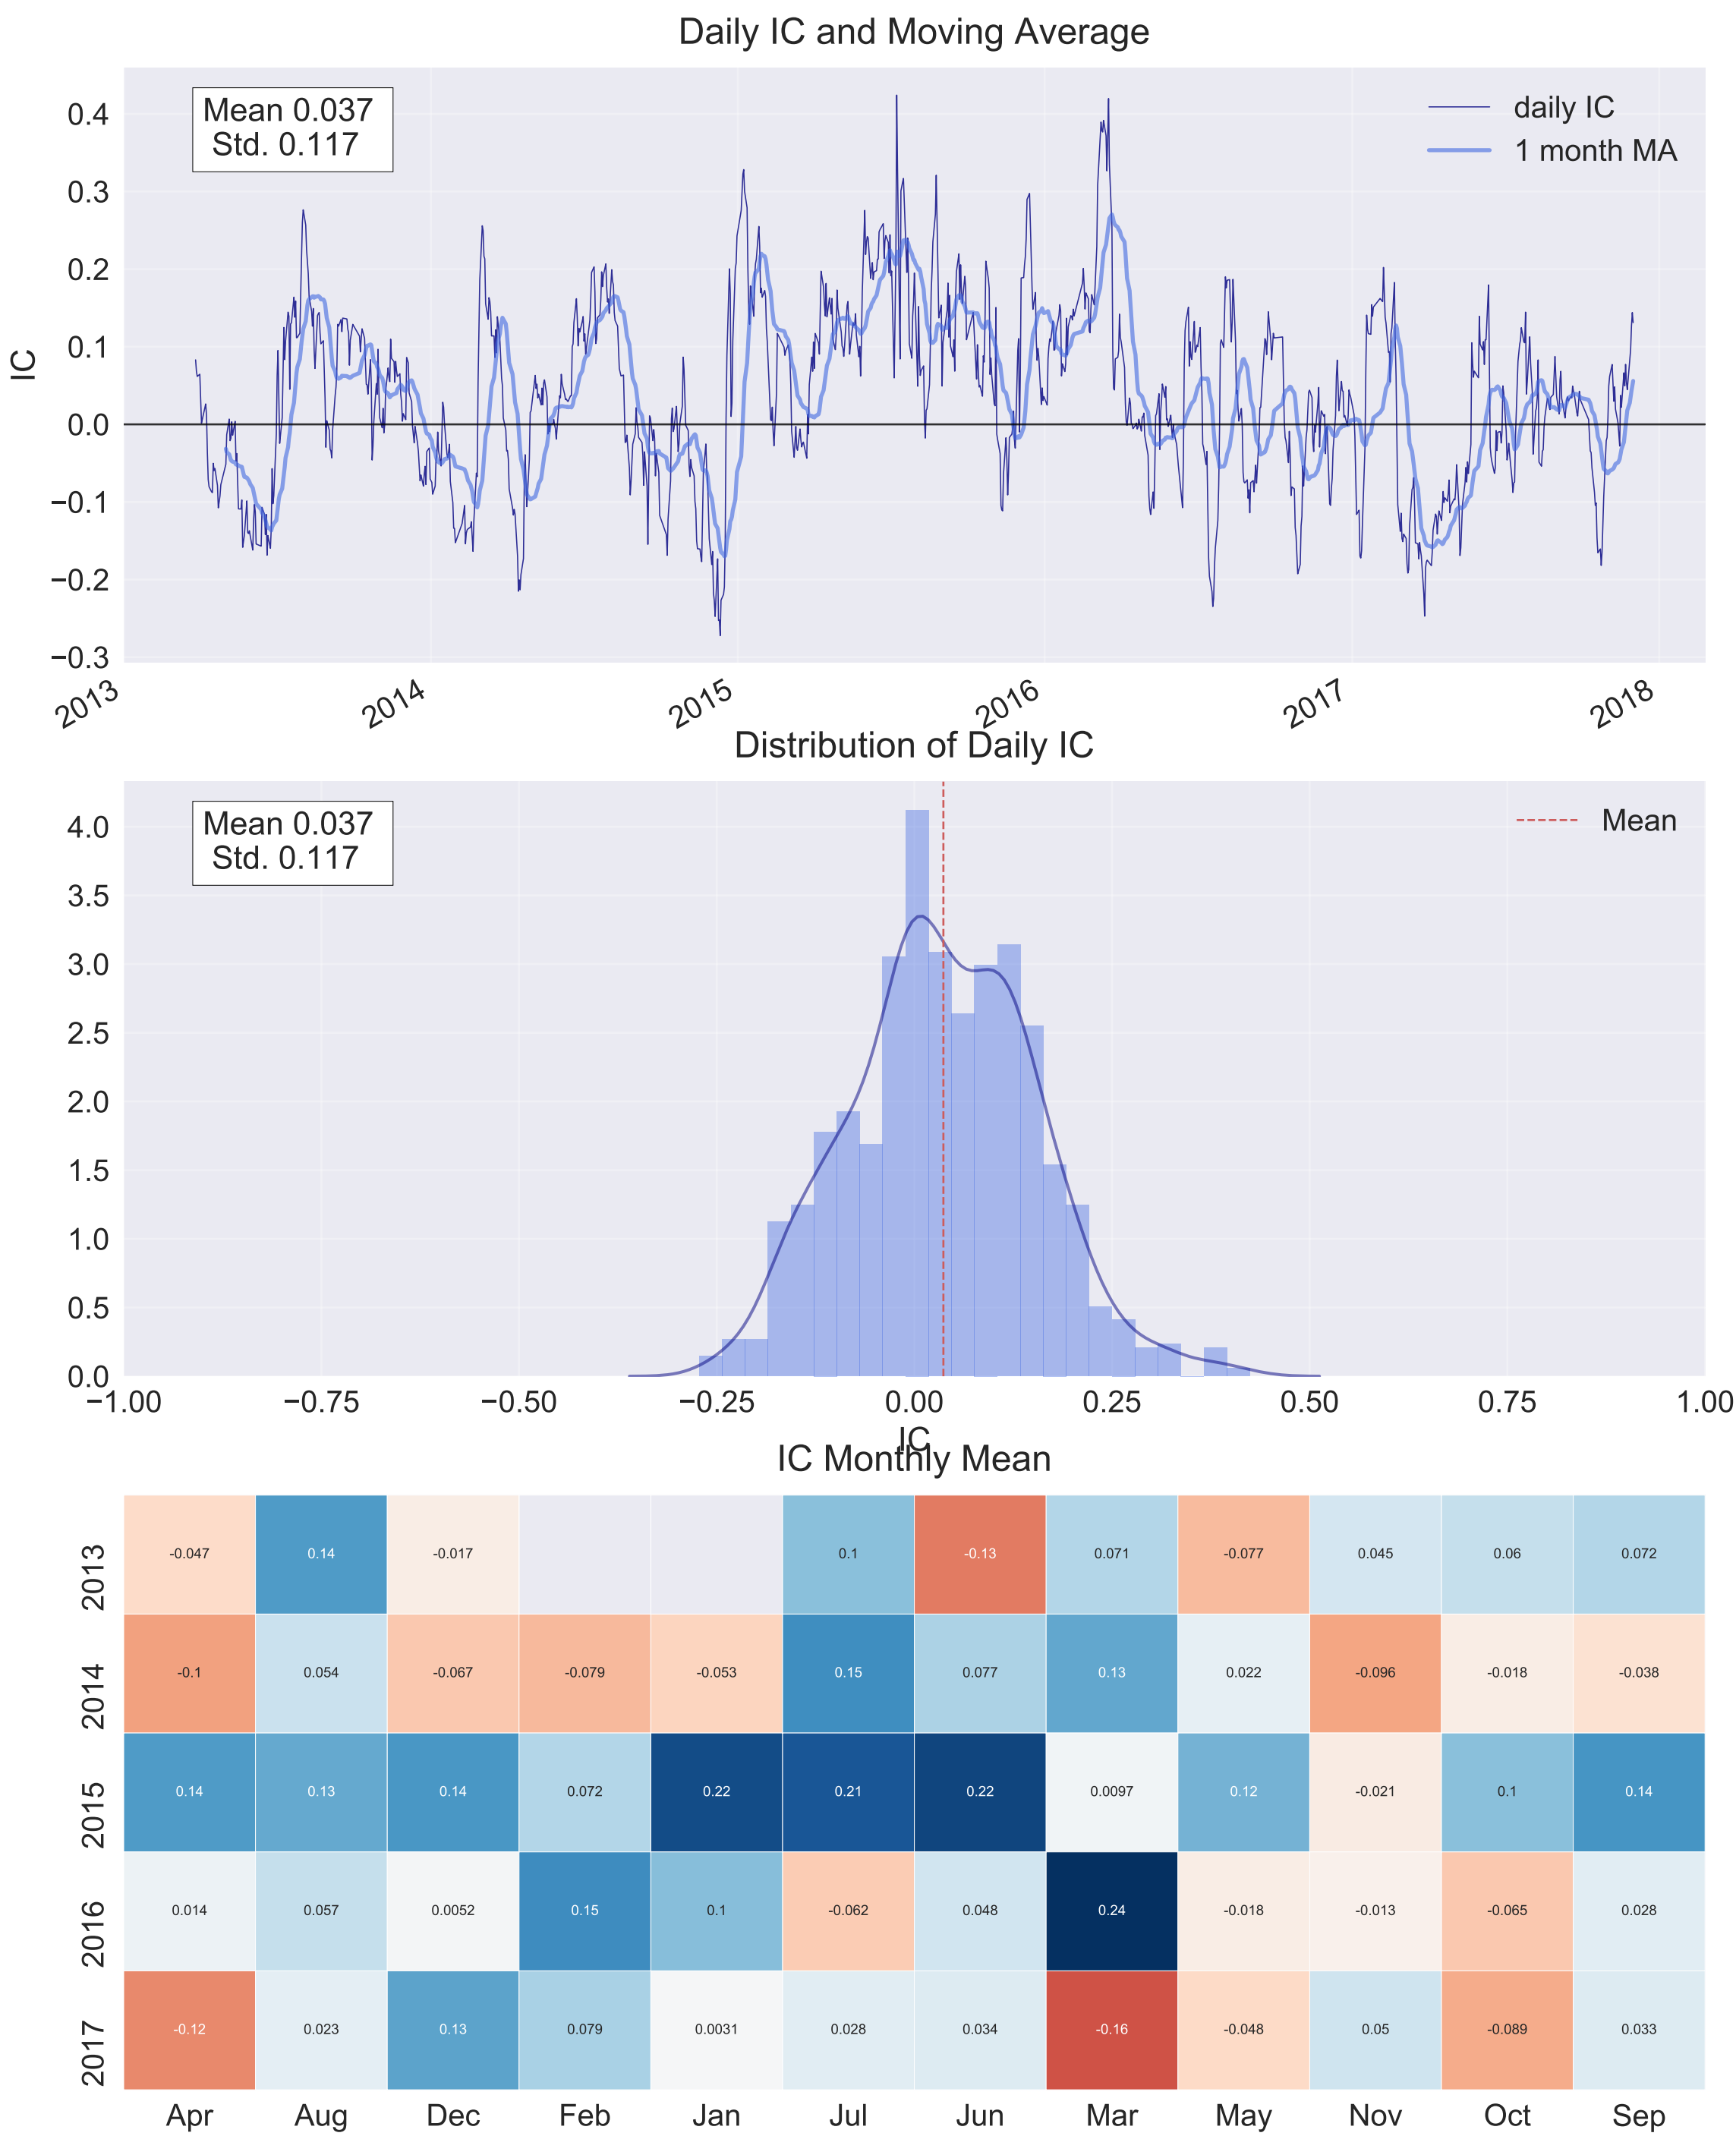 Daily IC and Moving Average
Mean 0.037
Std. 0.117
daily IC
1 month MA
IC
0.4
0.3
0.2
0.1
0.0
−0.1
−0.2
−0.3
2013
2014
2015
2016
2017
2018
Distribution of Daily IC
Mean 0.037
Std. 0.117
Mean
4.0
3.5
3.0
2.5
2.0
1.5
1.0
0.5
0.0
−1.00 −0.75 −0.50 −0.25 0.00 0.25 0.50 0.75 1.00
IC
IC Monthly Mean
2013 -0.047 0.14 -0.017 0.1 -0.13 0.071 -0.077 0.045 0.06 0.072
2014 -0.1 0.054 -0.067 -0.079 -0.053 0.15 0.077 0.13 0.022 -0.096 -0.018 -0.038
2015 0.14 0.13 0.14 0.072 0.22 0.21 0.22 0.0097 0.12 -0.021 0.1 0.14
2016 0.014 0.057 0.0052 0.15 0.1 -0.062 0.048 0.24 -0.018 -0.013 -0.065 0.028
2017 -0.12 0.023 0.13 0.079 0.0031 0.028 0.034 -0.16 -0.048 0.05 -0.089 0.033
Apr Aug Dec Feb Jan Jul Jun Mar May Nov Oct Sep